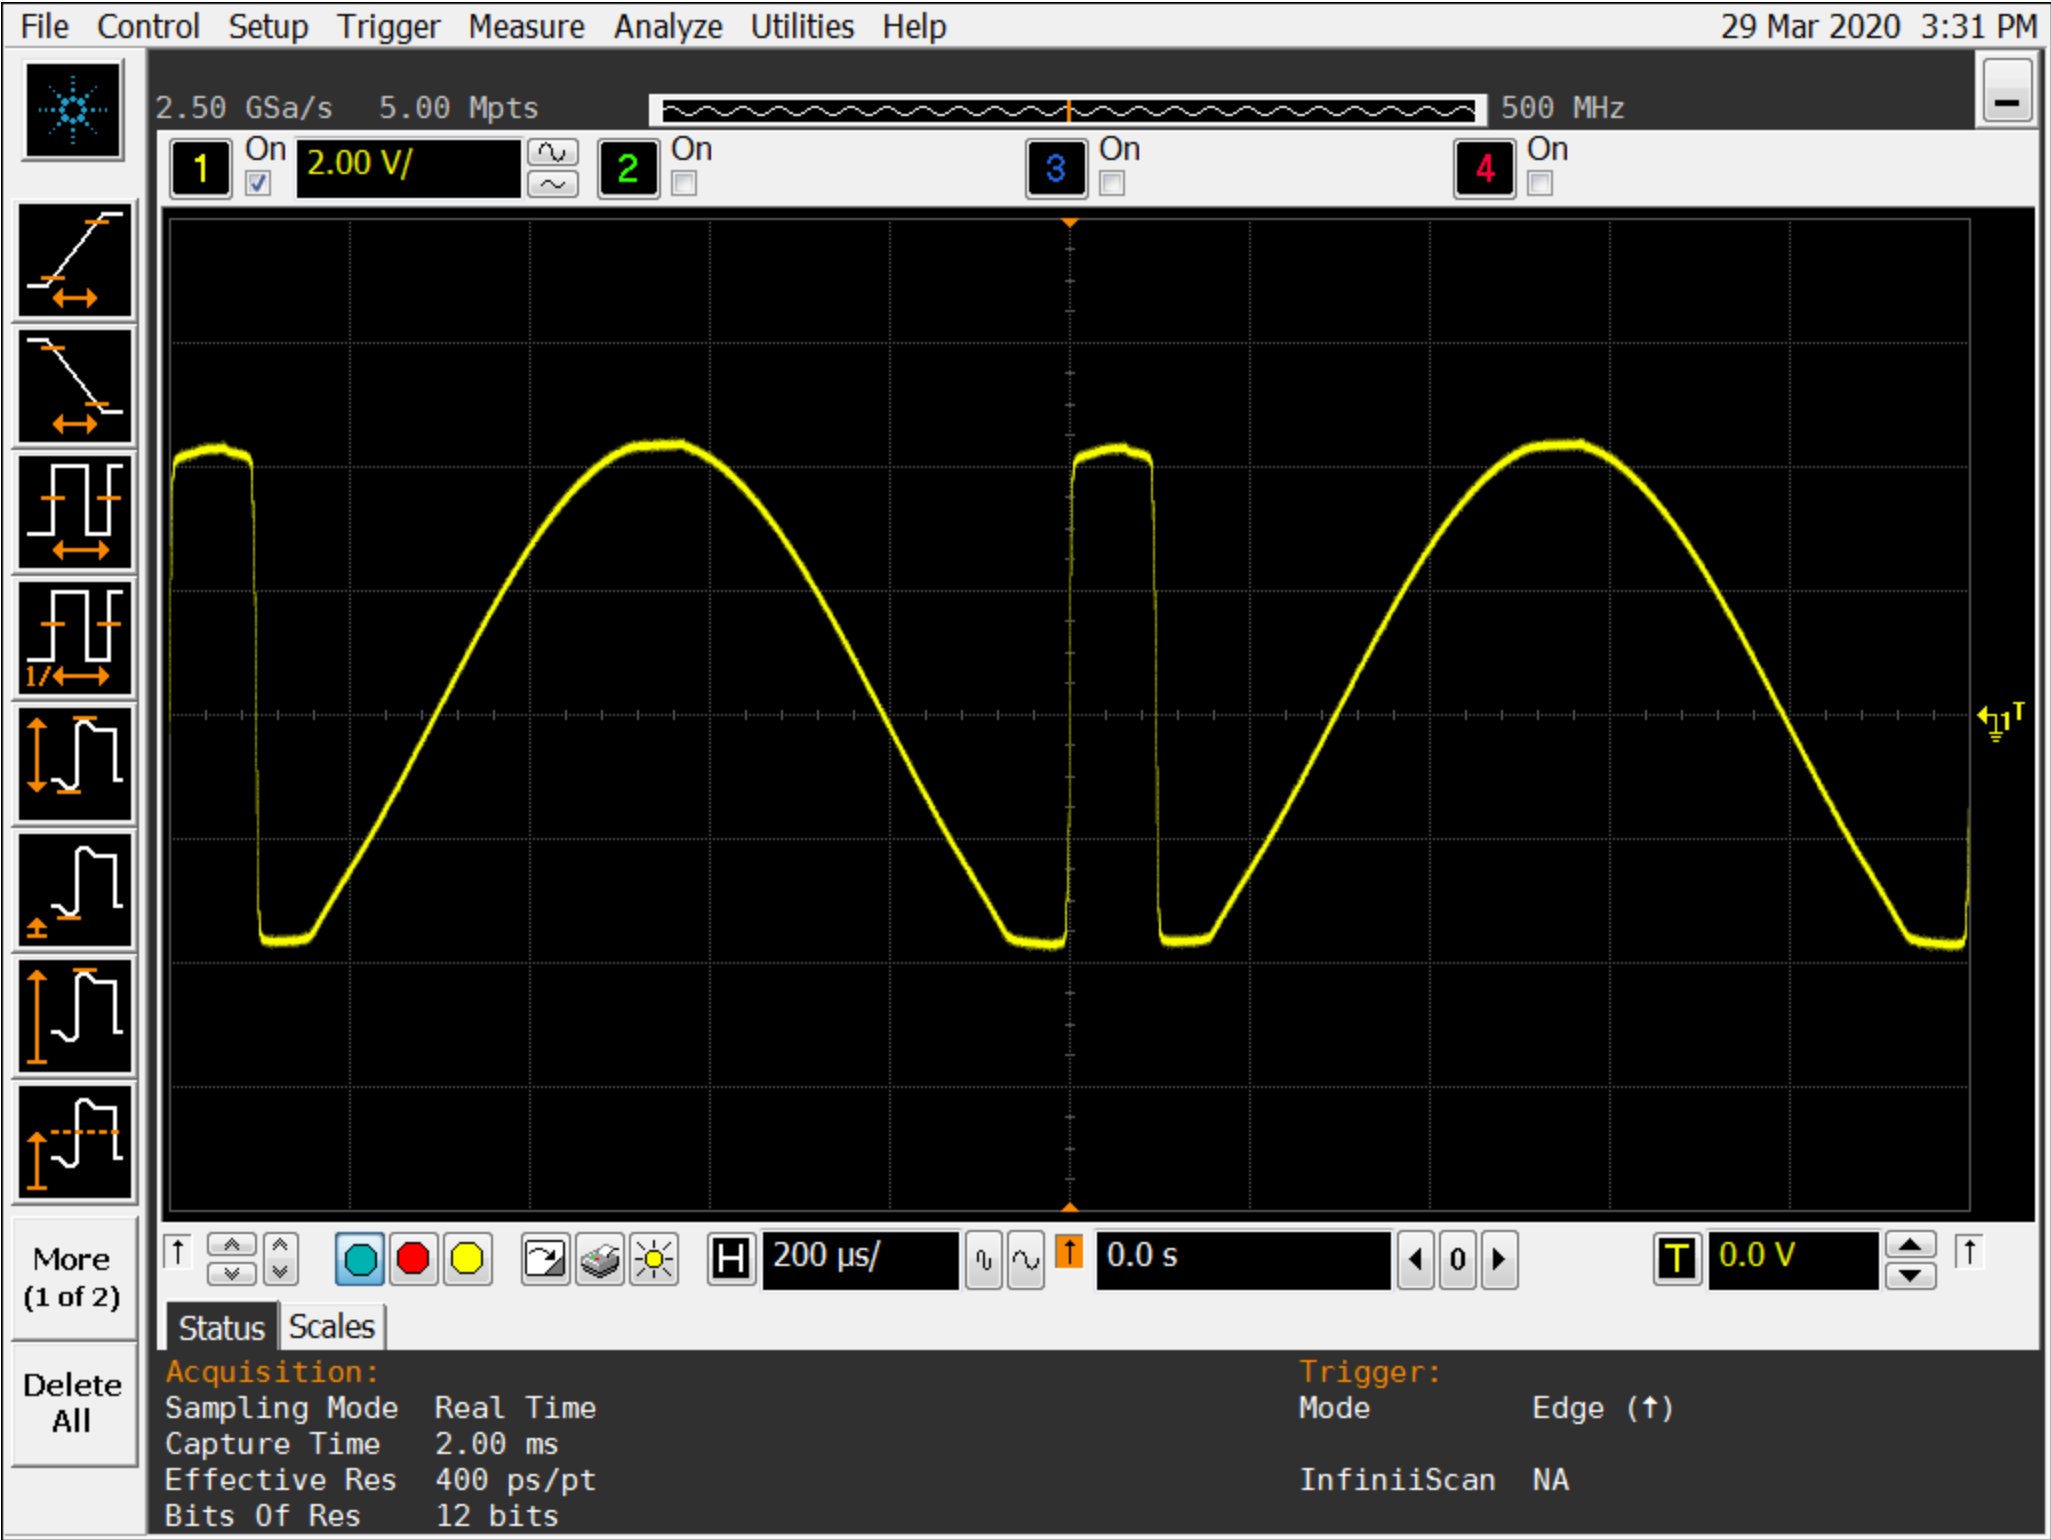 File Control Setup Trigger Measure Analyze Utilities Help 29 Mar 2020 3:31 PM
2.50 GSa/s 5.00 Mpts 500 MHz
1 On 2.00 V/ 2 On 3 On 4 On
1/
1 T
More
(1 of 2)
Delete
All
H 200 µs/ 0.0 s 0 T 0.0 V
Status Scales
Acquisition: Trigger:
Sampling Mode Real Time Mode Edge (↑)
Capture Time 2.00 ms
Effective Res 400 ps/pt InfiniiScan NA
Bits Of Res 12 bits